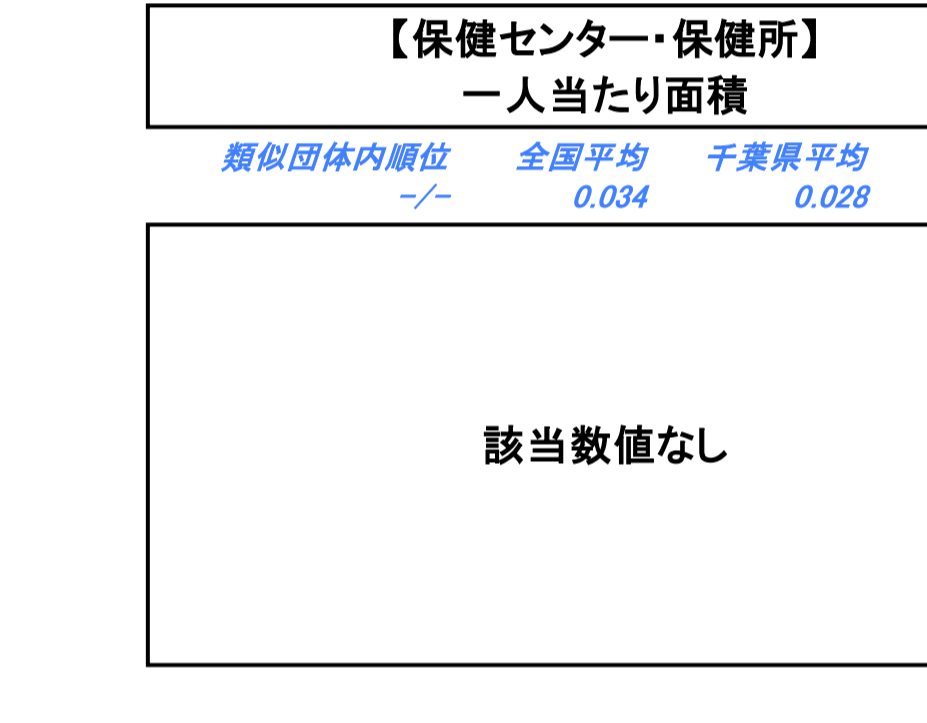 【保健センター・保健所】
一人当たり面積
類似団体内順位 全国平均 千葉県平均
-/- 0.034 0.028
該当数値なし